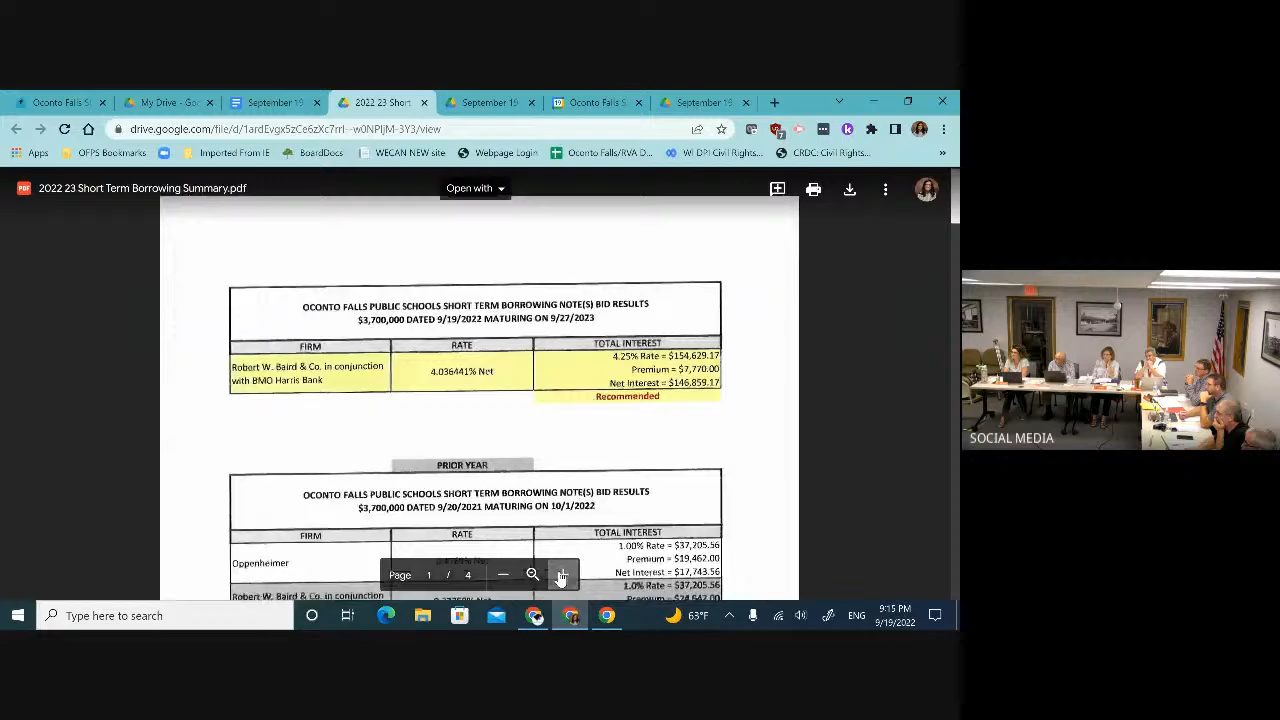 Oconto Falls S
My Drive - Go
September 19
2022 23 Short
September 19
Oconto Falls S
September 19
drive.google.com/file/d/1ardEvgx5zCe6zXc7rrI--w0NPIJM-3Y3/view
Apps
OFPS Bookmarks
Imported From IE
BoardDocs
WECAN NEW site
Webpage Login
Oconto Falls/RVA D...
WI DPI Civil Rights...
CRDC: Civil Rights...
2022 23 Short Term Borrowing Summary.pdf
Open with
OCONTO FALLS PUBLIC SCHOOLS SHORT TERM BORROWING NOTE(S) BID RESULTS
$3,700,000 DATED 9/19/2022 MATURING ON 9/27/2023
FIRM RATE TOTAL INTEREST
Robert W. Baird & Co. in conjunction
with BMO Harris Bank
4.036441% Net
4.25% Rate = $154,629.17
Premium = $7,770.00
Net Interest = $146,859.17
Recommended
PRIOR YEAR
OCONTO FALLS PUBLIC SCHOOLS SHORT TERM BORROWING NOTE(S) BID RESULTS
$3,700,000 DATED 9/20/2021 MATURING ON 10/1/2022
FIRM RATE TOTAL INTEREST
Oppenheimer
1.00% Rate = $37,205.56
Premium = $19,462.00
Net Interest = $17,743.56
Robert W. Baird & Co. in conjunction
1.0% Rate = $37,205.56
Premium = $24,642.00
Page 1 / 4
SOCIAL MEDIA
Type here to search
63°F
ENG
9:15 PM
9/19/2022